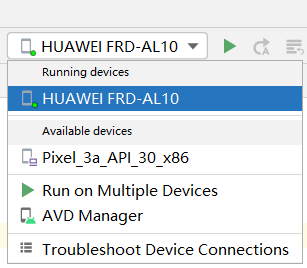 HUAWEI FRD-AL10
Running devices
HUAWEI FRD-AL10
Available devices
Pixel_3a_API_30_x86
Run on Multiple Devices
AVD Manager
Troubleshoot Device Connections